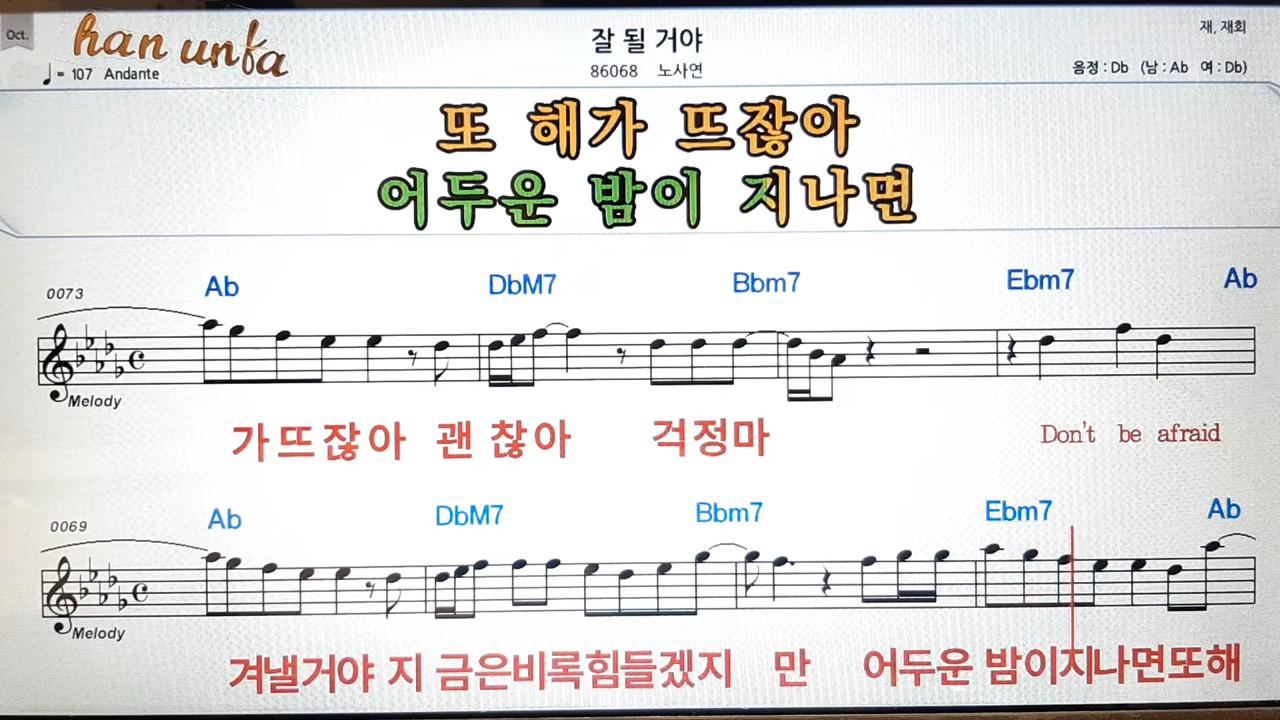 Oct.
han unfa
♩= 107 Andante
잘 될 거야
86068 노사연
재, 재회
음정 : Db (남 : Ab 여 : Db)
또 해가 뜨잖아
어두운 밤이 지나면
0073
Ab DbM7 Bbm7 Ebm7 Ab
Melody
가뜨잖아 괜 찮아 걱정마 Don't be afraid
0069
Ab DbM7 Bbm7 Ebm7 Ab
Melody
겨낼거야 지 금은비록힘들겠지 만 어두운 밤이지나면또해